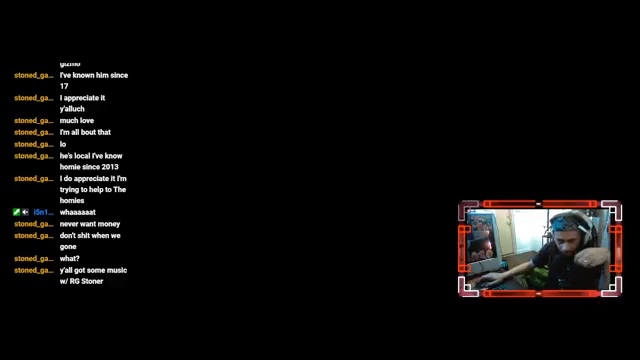 gizmo
stoned_ga... I've known him since
17
stoned_ga... I appreciate it
y'alluch
stoned_ga... much love
stoned_ga... I'm all bout that
stoned_ga... lo
stoned_ga... he's local I've know
homie since 2013
stoned_ga... I do appreciate it I'm
trying to help to The
homies
i5n1... whaaaaaat
stoned_ga... never want money
stoned_ga... don't shit when we
gone
stoned_ga... what?
stoned_ga... y'all got some music
w/ RG Stoner